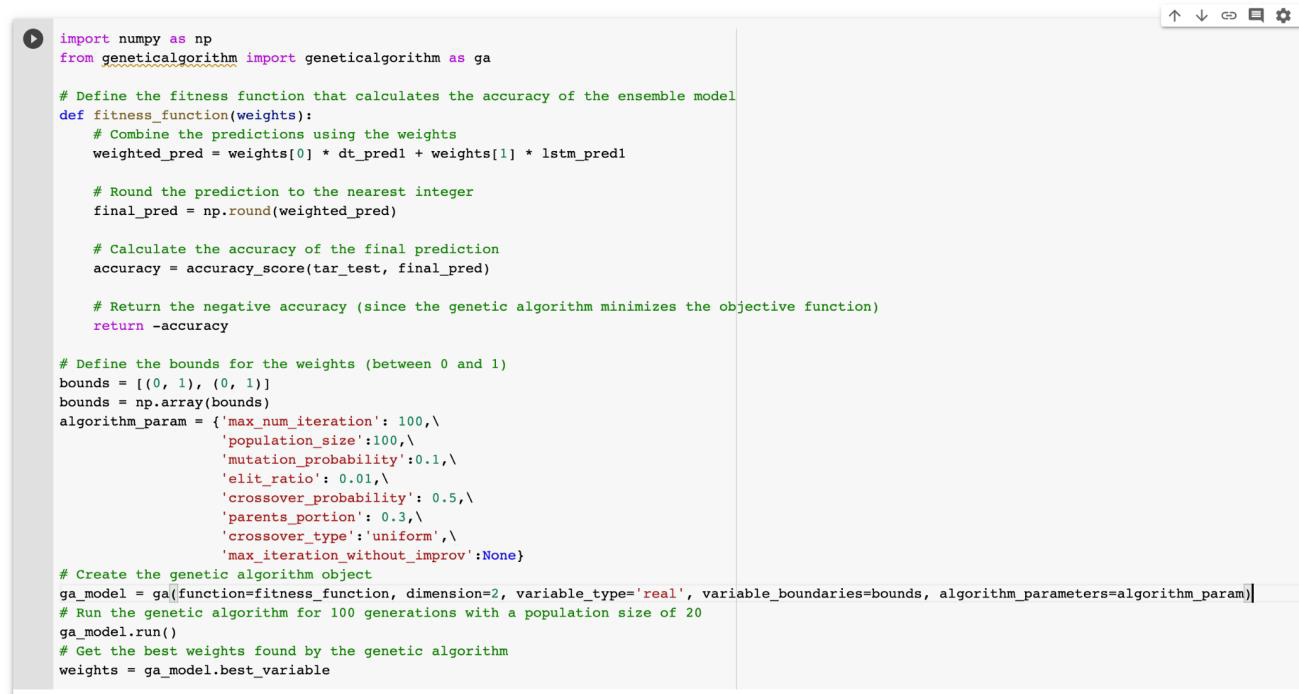 import numpy as np
from geneticalgorithm import geneticalgorithm as ga

# Define the fitness function that calculates the accuracy of the ensemble model
def fitness_function(weights):
    # Combine the predictions using the weights
    weighted_pred = weights[0] * dt_pred1 + weights[1] * lstm_pred1

    # Round the prediction to the nearest integer
    final_pred = np.round(weighted_pred)

    # Calculate the accuracy of the final prediction
    accuracy = accuracy_score(tar_test, final_pred)

    # Return the negative accuracy (since the genetic algorithm minimizes the objective function)
    return -accuracy

# Define the bounds for the weights (between 0 and 1)
bounds = [(0, 1), (0, 1)]
bounds = np.array(bounds)
algorithm_param = {'max_num_iteration': 100,\
                   'population_size':100,\
                   'mutation_probability':0.1,\
                   'elit_ratio': 0.01,\
                   'crossover_probability': 0.5,\
                   'parents_portion': 0.3,\
                   'crossover_type':'uniform',\
                   'max_iteration_without_improv':None}
# Create the genetic algorithm object
ga_model = ga(function=fitness_function, dimension=2, variable_type='real', variable_boundaries=bounds, algorithm_parameters=algorithm_param)
# Run the genetic algorithm for 100 generations with a population size of 20
ga_model.run()
# Get the best weights found by the genetic algorithm
weights = ga_model.best_variable